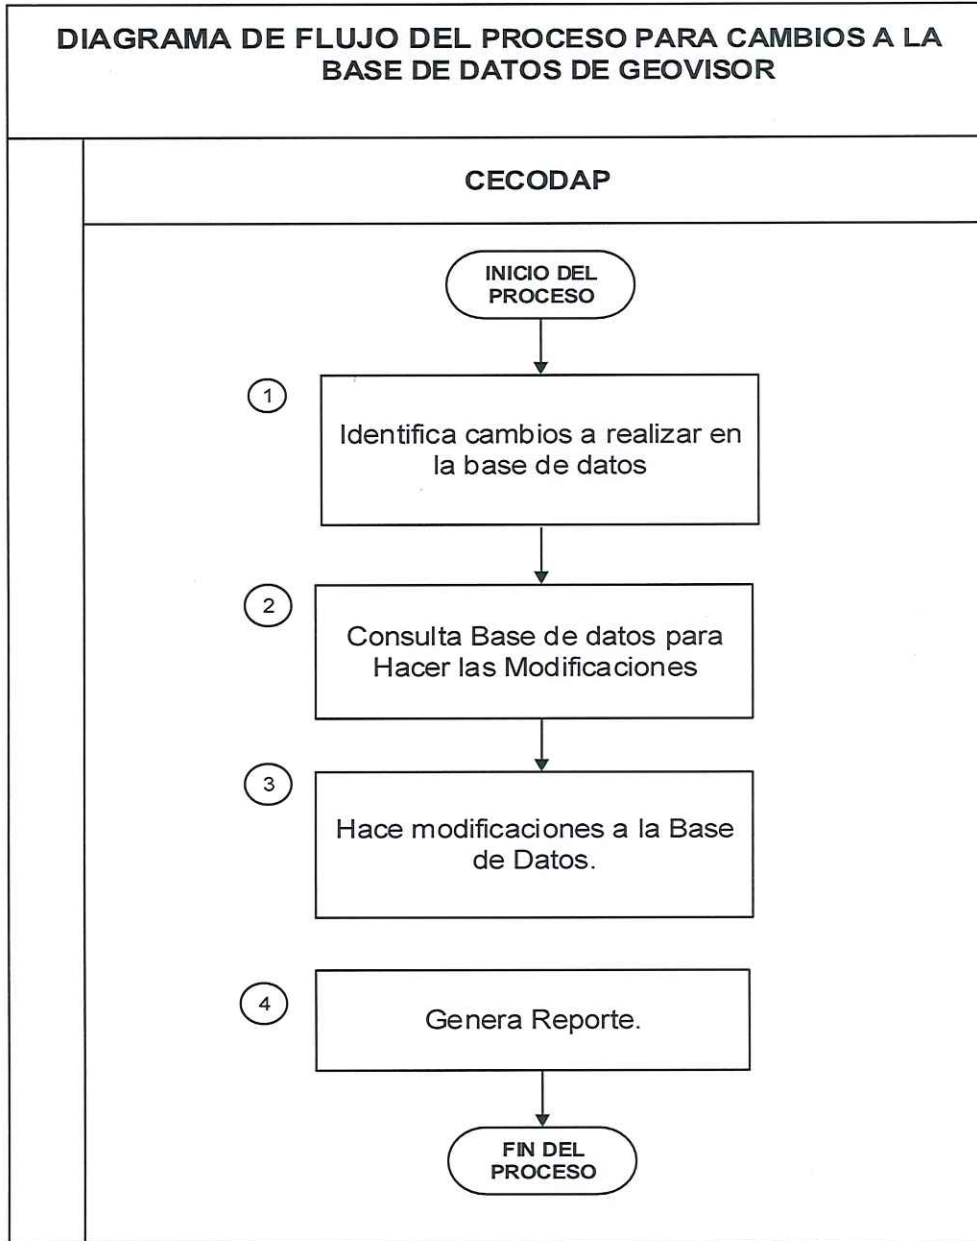 DIAGRAMA DE FLUJO DEL PROCESO PARA CAMBIOS A LA
BASE DE DATOS DE GEOVISOR
CECODAP
INICIO DEL
PROCESO
1
Identifica cambios a realizar en
la base de datos
2
Consulta Base de datos para
Hacer las Modificaciones
3
Hace modificaciones a la Base
de Datos.
4
Genera Reporte.
FIN DEL
PROCESO